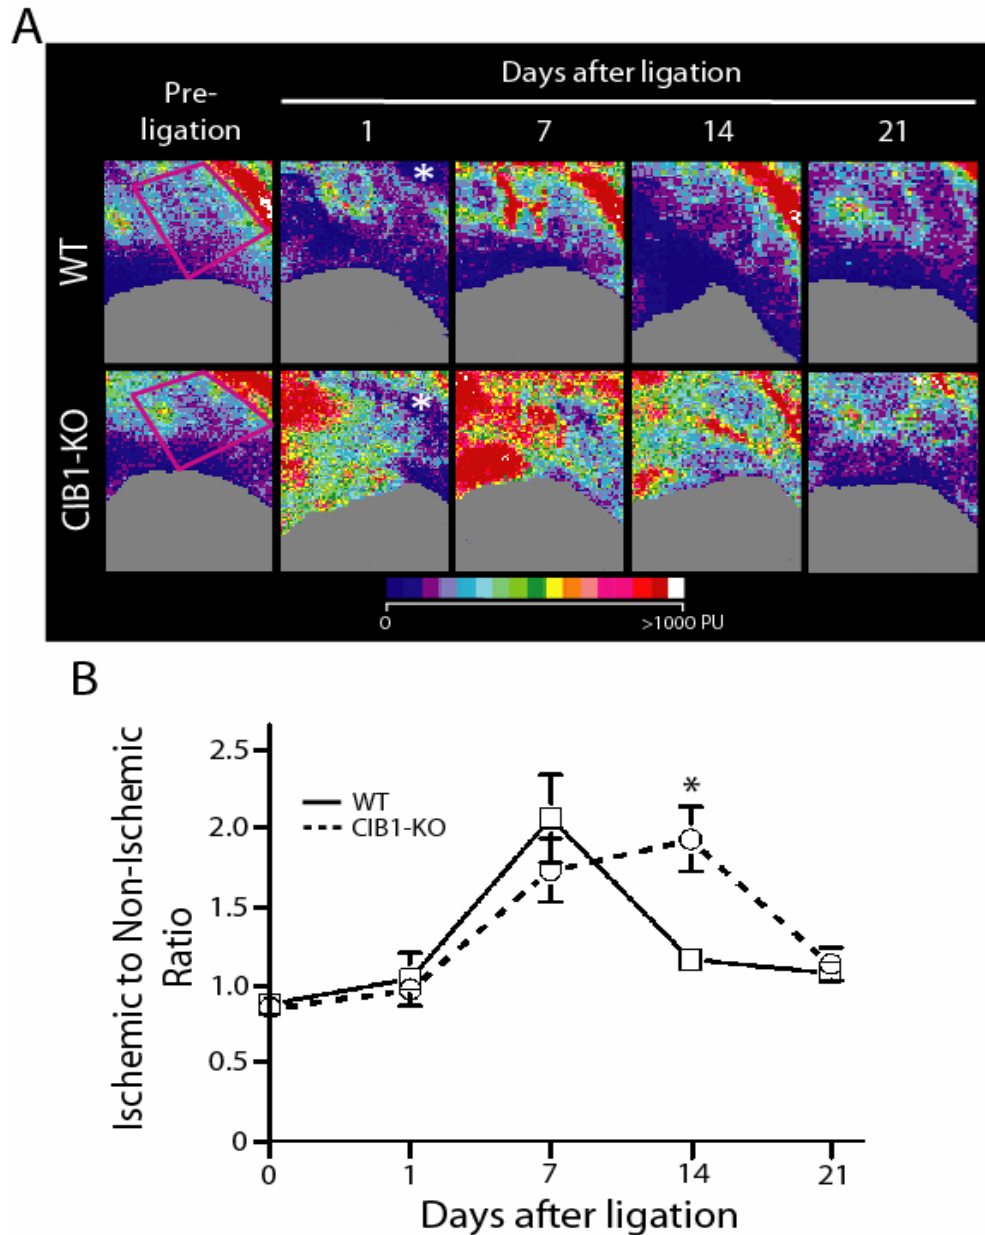 A
Days after ligation
Pre-
ligation
1 7 14 21
*
WT
*
CIB1-KO
0 >1000 PU
B
Ischemic to Non-Ischemic
Ratio
2.5
2.0
1.5
1.0
0.5
0
WT
CIB1-KO
*
0 1 7 14 21
Days after ligation